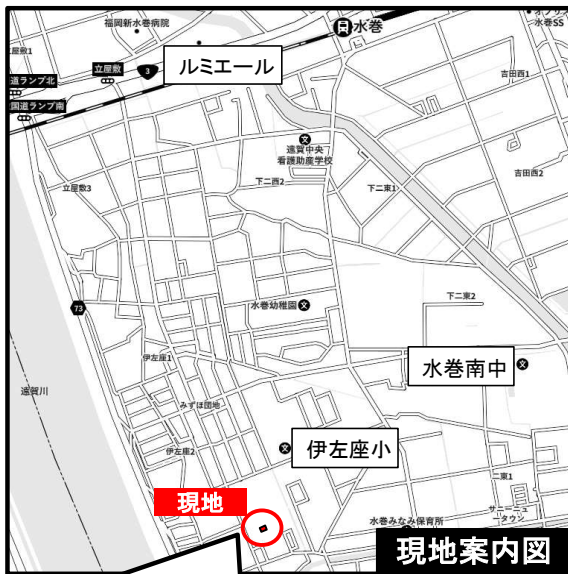 福岡新水巻病院
水巻
水巻SS
立屋敷1
ルミエール
立屋敷
3
吉田西1
道ランプ北
国道ランプ南
遠賀中央
看護助産学校
吉田西2
下二西2
下二東1
立屋敷3
水巻幼稚園
下二東2
73
伊左座1
水巻南中
遠賀川
みずほ団地
伊左座2
伊左座小
二東1
現地
サニーニュ
ータウン
水巻みなみ保育所
現地案内図